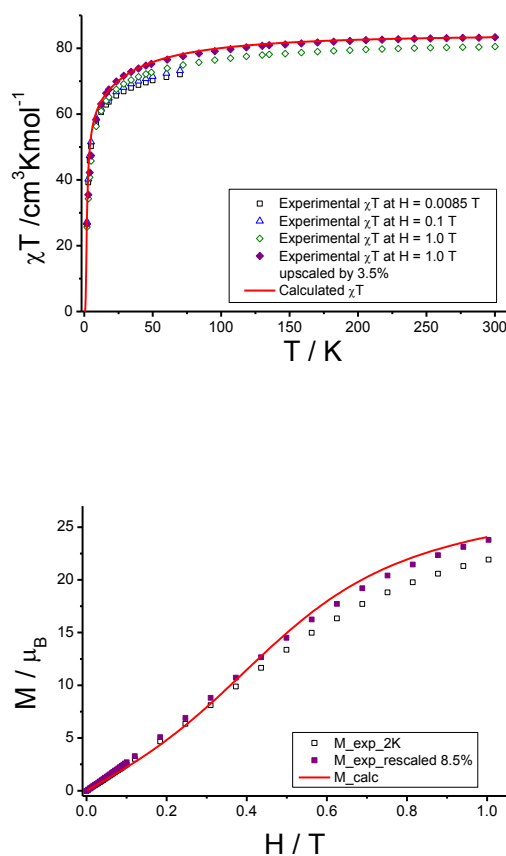 80
60
40
20
0
χT /cm³Kmol⁻¹
Experimental χT at H = 0.0085 T
Experimental χT at H = 0.1 T
Experimental χT at H = 1.0 T
Experimental χT at H = 1.0 T
upscaled by 3.5%
Calculated χT
0 50 100 150 200 250 300
T / K
25
20
15
10
5
0
M / μB
M_exp_2K
M_exp_rescaled 8.5%
M_calc
0.0 0.2 0.4 0.6 0.8 1.0
H / T